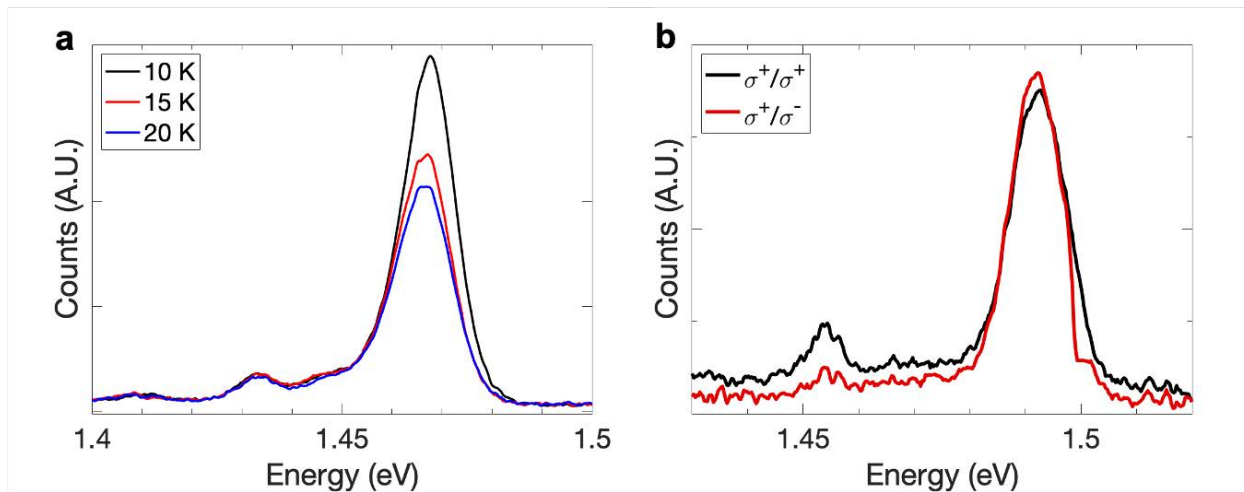 a
10 K
15 K
20 K
Counts (A.U.)
1.4
1.45
1.5
Energy (eV)
b
σ+/σ+
σ+/σ-
Counts (A.U.)
1.45
1.5
Energy (eV)